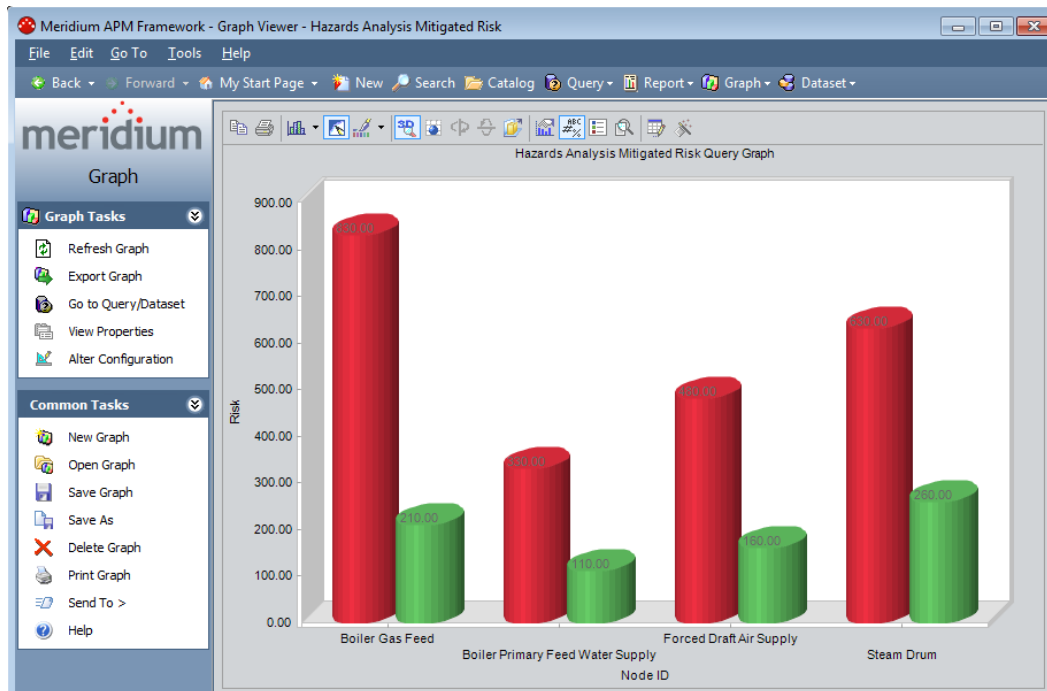 Meridium APM Framework - Graph Viewer - Hazards Analysis Mitigated Risk
File Edit Go To Tools Help
Back Forward My Start Page New Search Catalog Query Report Graph Dataset
meridium
Graph
Graph Tasks
Refresh Graph
Export Graph
Go to Query/Dataset
View Properties
Alter Configuration
Common Tasks
New Graph
Open Graph
Save Graph
Save As
Delete Graph
Print Graph
Send To >
Help
3D
ABC
#%
Hazards Analysis Mitigated Risk Query Graph
900.00
800.00
700.00
600.00
500.00
400.00
300.00
200.00
100.00
0.00
Risk
830.00
210.00
330.00
110.00
480.00
160.00
630.00
260.00
Boiler Gas Feed
Boiler Primary Feed Water Supply
Forced Draft Air Supply
Steam Drum
Node ID